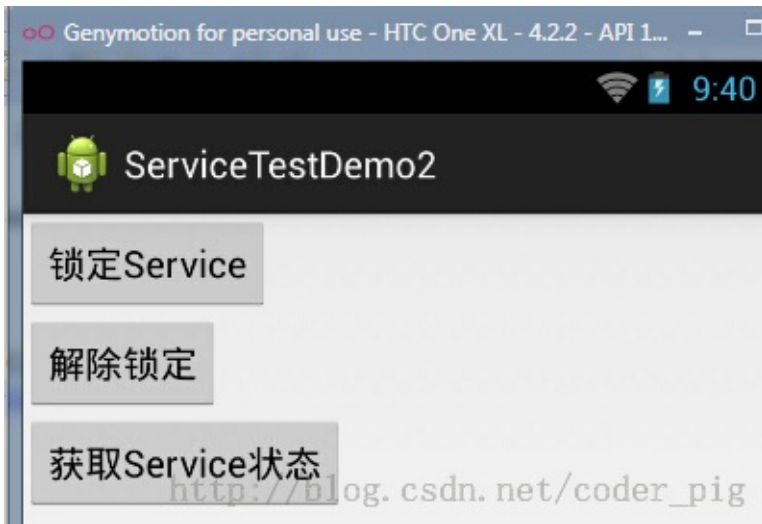 Genymotion for personal use - HTC One XL - 4.2.2 - API 1...
9:40
ServiceTestDemo2
锁定Service
解除锁定
获取Service状态
http://blog.csdn.net/coder_pig